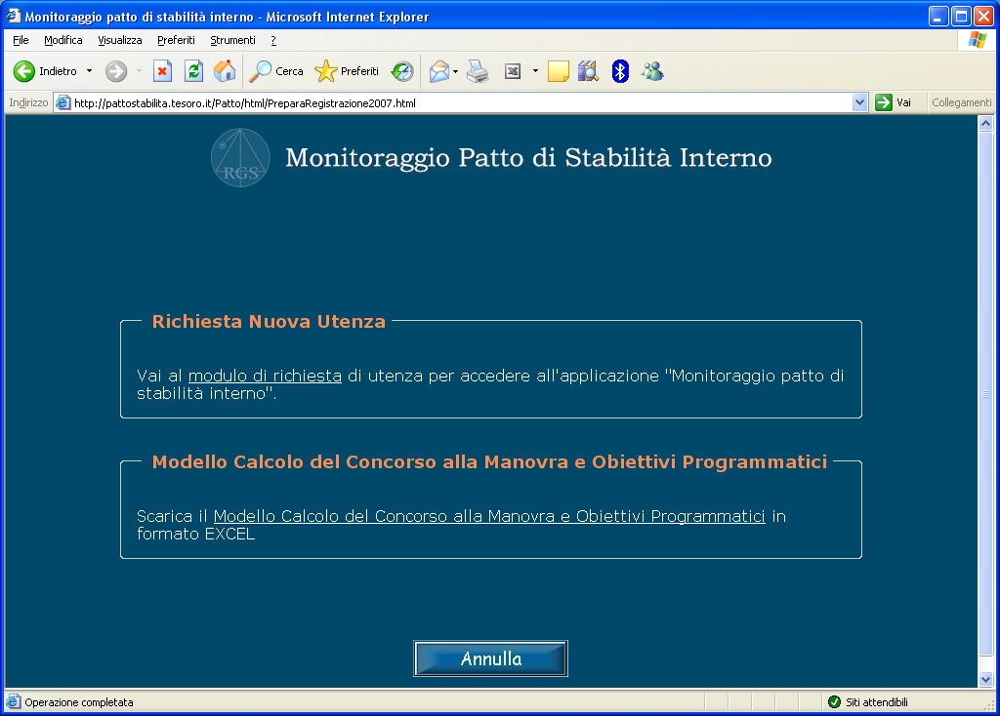 Monitoraggio patto di stabilità interno - Microsoft Internet Explorer
File Modifica Visualizza Preferiti Strumenti ?
Indietro Cerca Preferiti
Indirizzo http://pattostabilita.tesoro.it/Patto/html/PreparaRegistrazione2007.html Vai Collegamenti
RGS Monitoraggio Patto di Stabilità Interno
Richiesta Nuova Utenza
Vai al modulo di richiesta di utenza per accedere all'applicazione "Monitoraggio patto di
stabilità interno".
Modello Calcolo del Concorso alla Manovra e Obiettivi Programmatici
Scarica il Modello Calcolo del Concorso alla Manovra e Obiettivi Programmatici in
formato EXCEL
Annulla
Operazione completata Siti attendibili